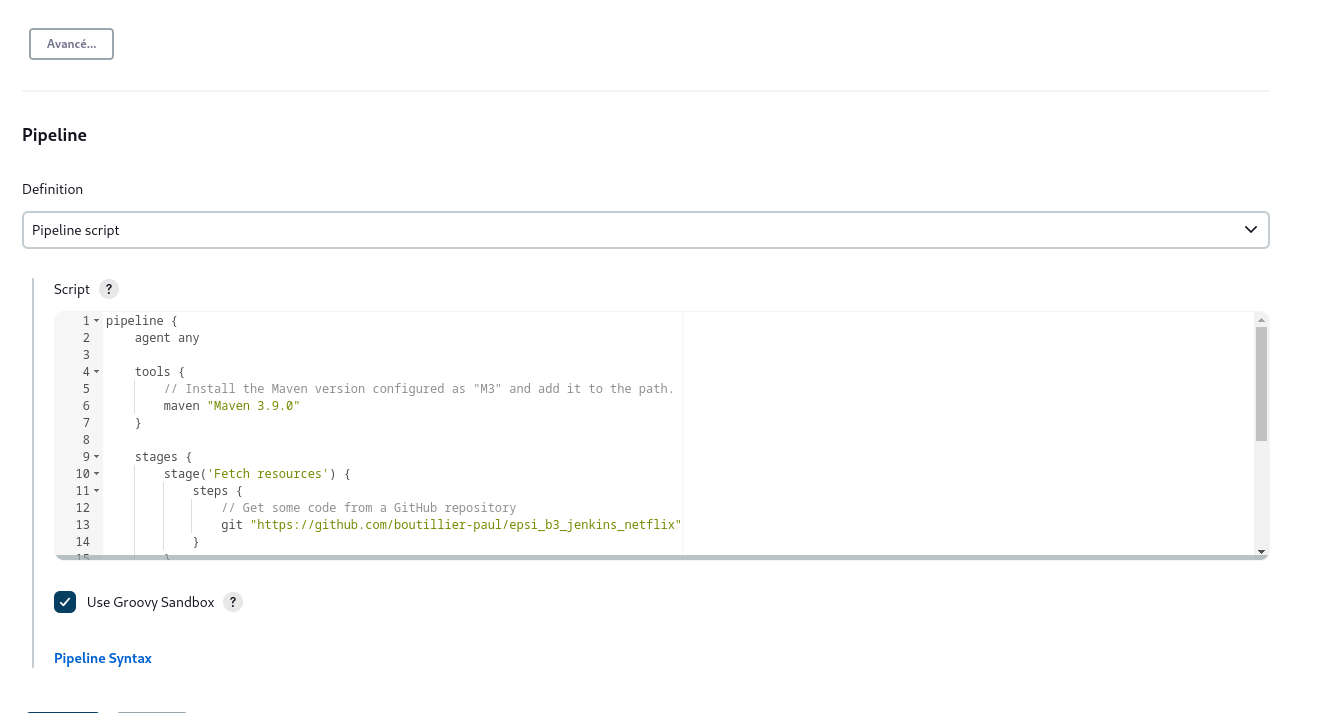 Avancé...
Pipeline
Definition
Pipeline script
Script ?
1 pipeline {
2 agent any
3
4 tools {
5 // Install the Maven version configured as "M3" and add it to the path.
6 maven "Maven 3.9.0"
7 }
8
9 stages {
10 stage('Fetch resources') {
11 steps {
12 // Get some code from a GitHub repository
13 git "https://github.com/boutillier-paul/epsi_b3_jenkins_netflix"
14 }
15 }
Use Groovy Sandbox ?
Pipeline Syntax